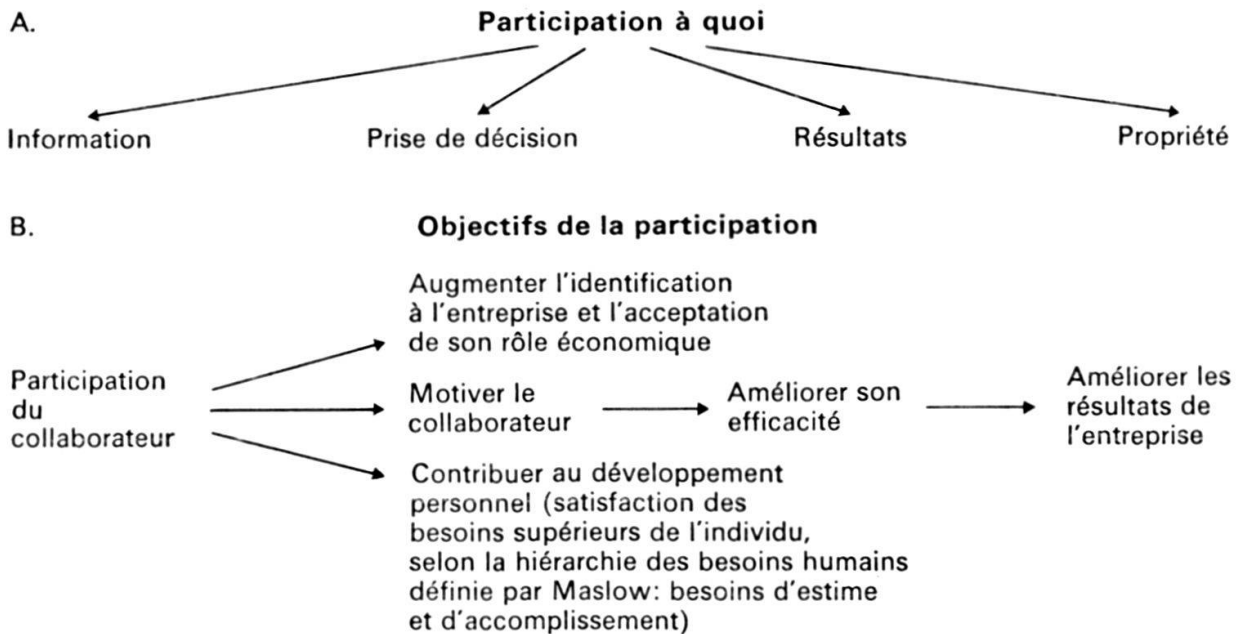 A.
Participation à quoi
Information
Prise de décision
Résultats
Propriété
B.
Objectifs de la participation
Augmenter l'identification
à l'entreprise et l'acceptation
de son rôle économique
Participation
du
collaborateur
Motiver le
collaborateur
Améliorer son
efficacité
Améliorer les
résultats de
l'entreprise
Contribuer au développement
personnel (satisfaction des
besoins supérieurs de l'individu,
selon la hiérarchie des besoins humains
définie par Maslow: besoins d'estime
et d'accomplissement)